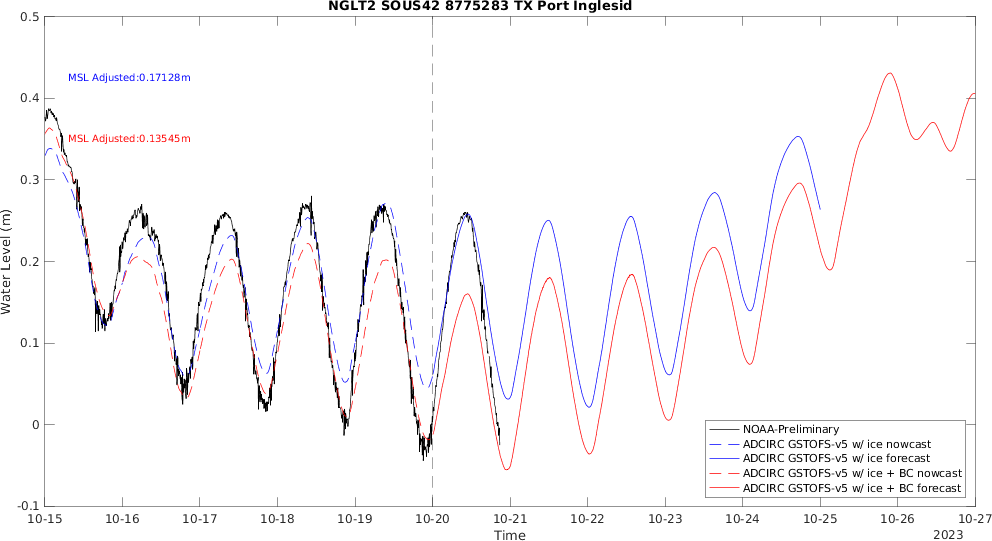 NGLT2 SOUS42 8775283 TX Port Inglesid
0.5
0.4
0.3
0.2
0.1
0
-0.1
Water Level (m)
MSL Adjusted:0.17128m
MSL Adjusted:0.13545m
NOAA-Preliminary
ADCIRC GSTOFS-v5 w/ ice nowcast
ADCIRC GSTOFS-v5 w/ ice forecast
ADCIRC GSTOFS-v5 w/ ice + BC nowcast
ADCIRC GSTOFS-v5 w/ ice + BC forecast
10-15 10-16 10-17 10-18 10-19 10-20 10-21 10-22 10-23 10-24 10-25 10-26 10-27
Time
2023